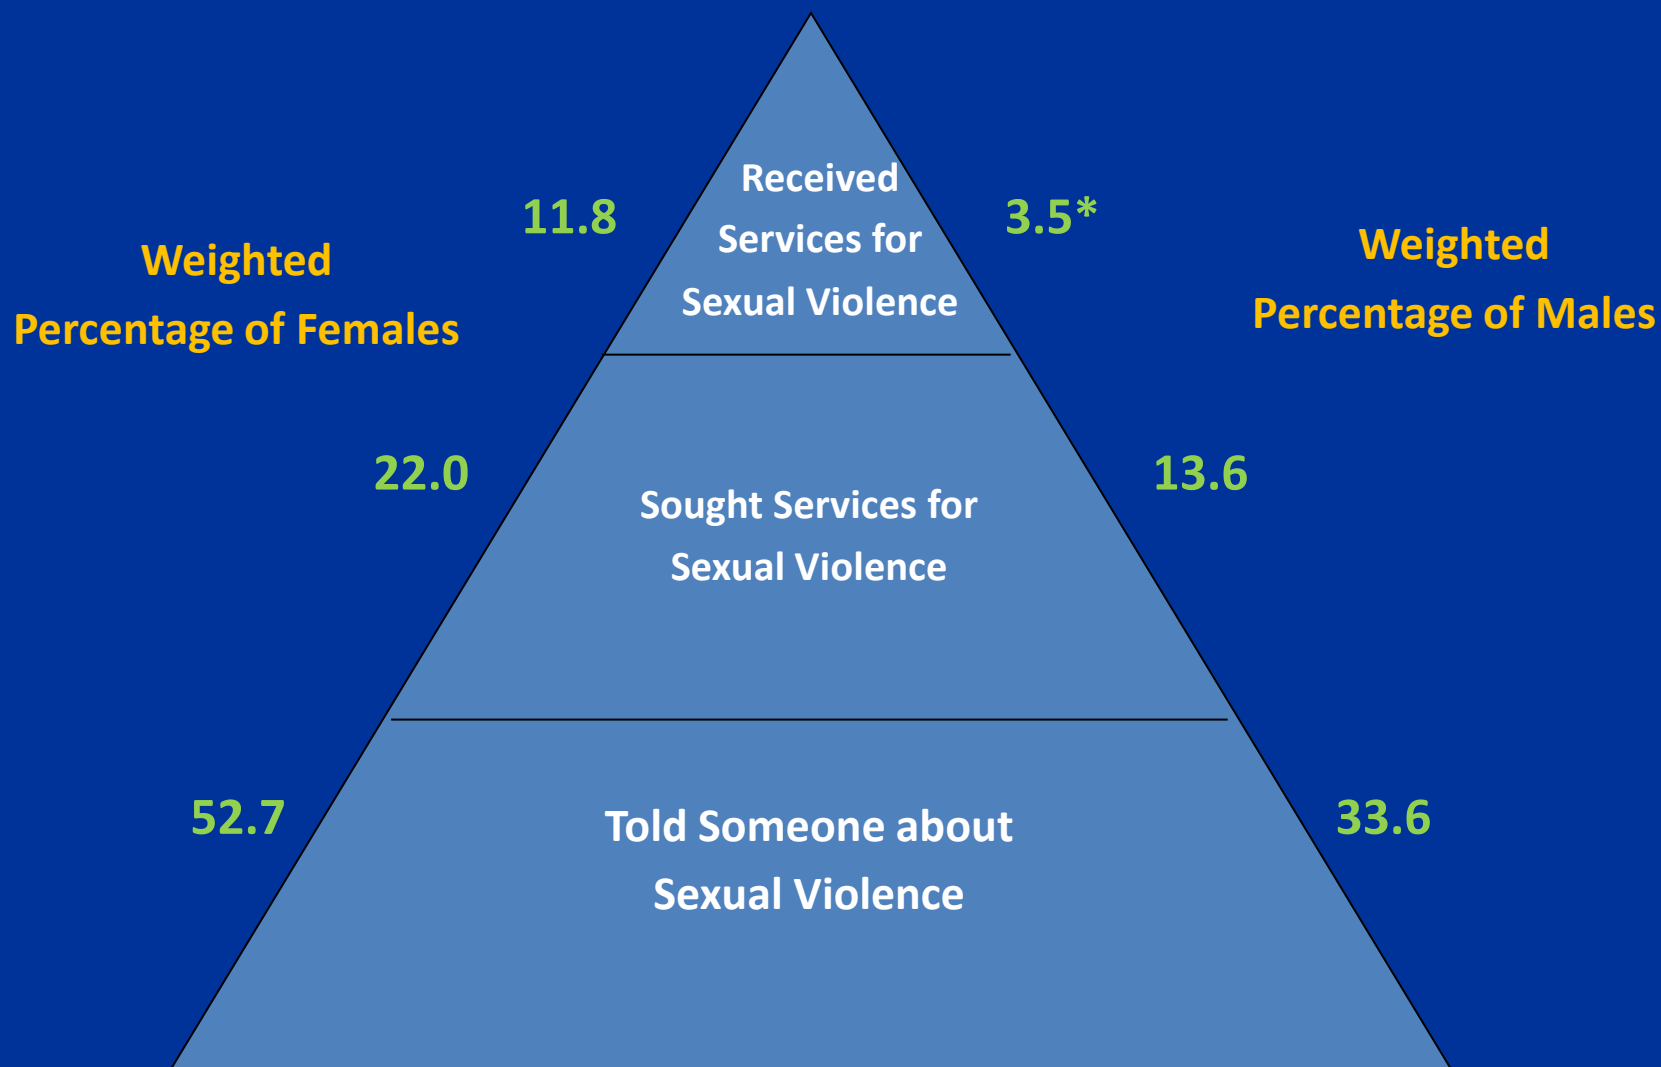 Received
11.8
3.5*
Services for
Weighted
Percentage of Females
Weighted
Percentage of Males
Sexual Violence
22.0
13.6
Sought Services for
Sexual Violence
52.7
33.6
Told Someone about
Sexual Violence